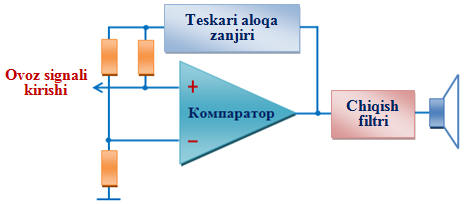 Teskari aloqa
zanjiri
Ovoz signali
kirishi
+
Компаратор
−
Chiqish
filtri